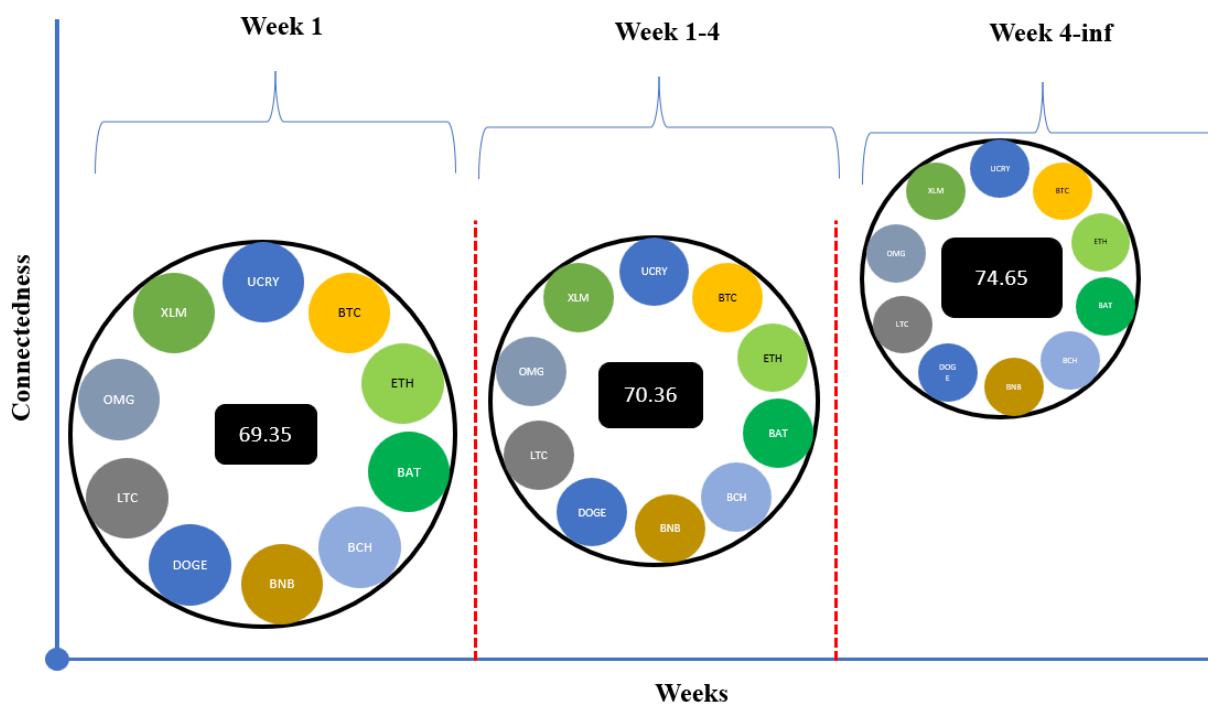 Week 1
Week 1-4
Week 4-inf
Connectedness
UCRY
BTC
ETH
BAT
BCH
BNB
DOGE
LTC
OMG
XLM
69.35
UCRY
BTC
ETH
BAT
BCH
BNB
DOGE
LTC
OMG
XLM
70.36
UCRY
BTC
ETH
BAT
BCH
BNB
DOG
E
LTC
OMG
XLM
74.65
Weeks